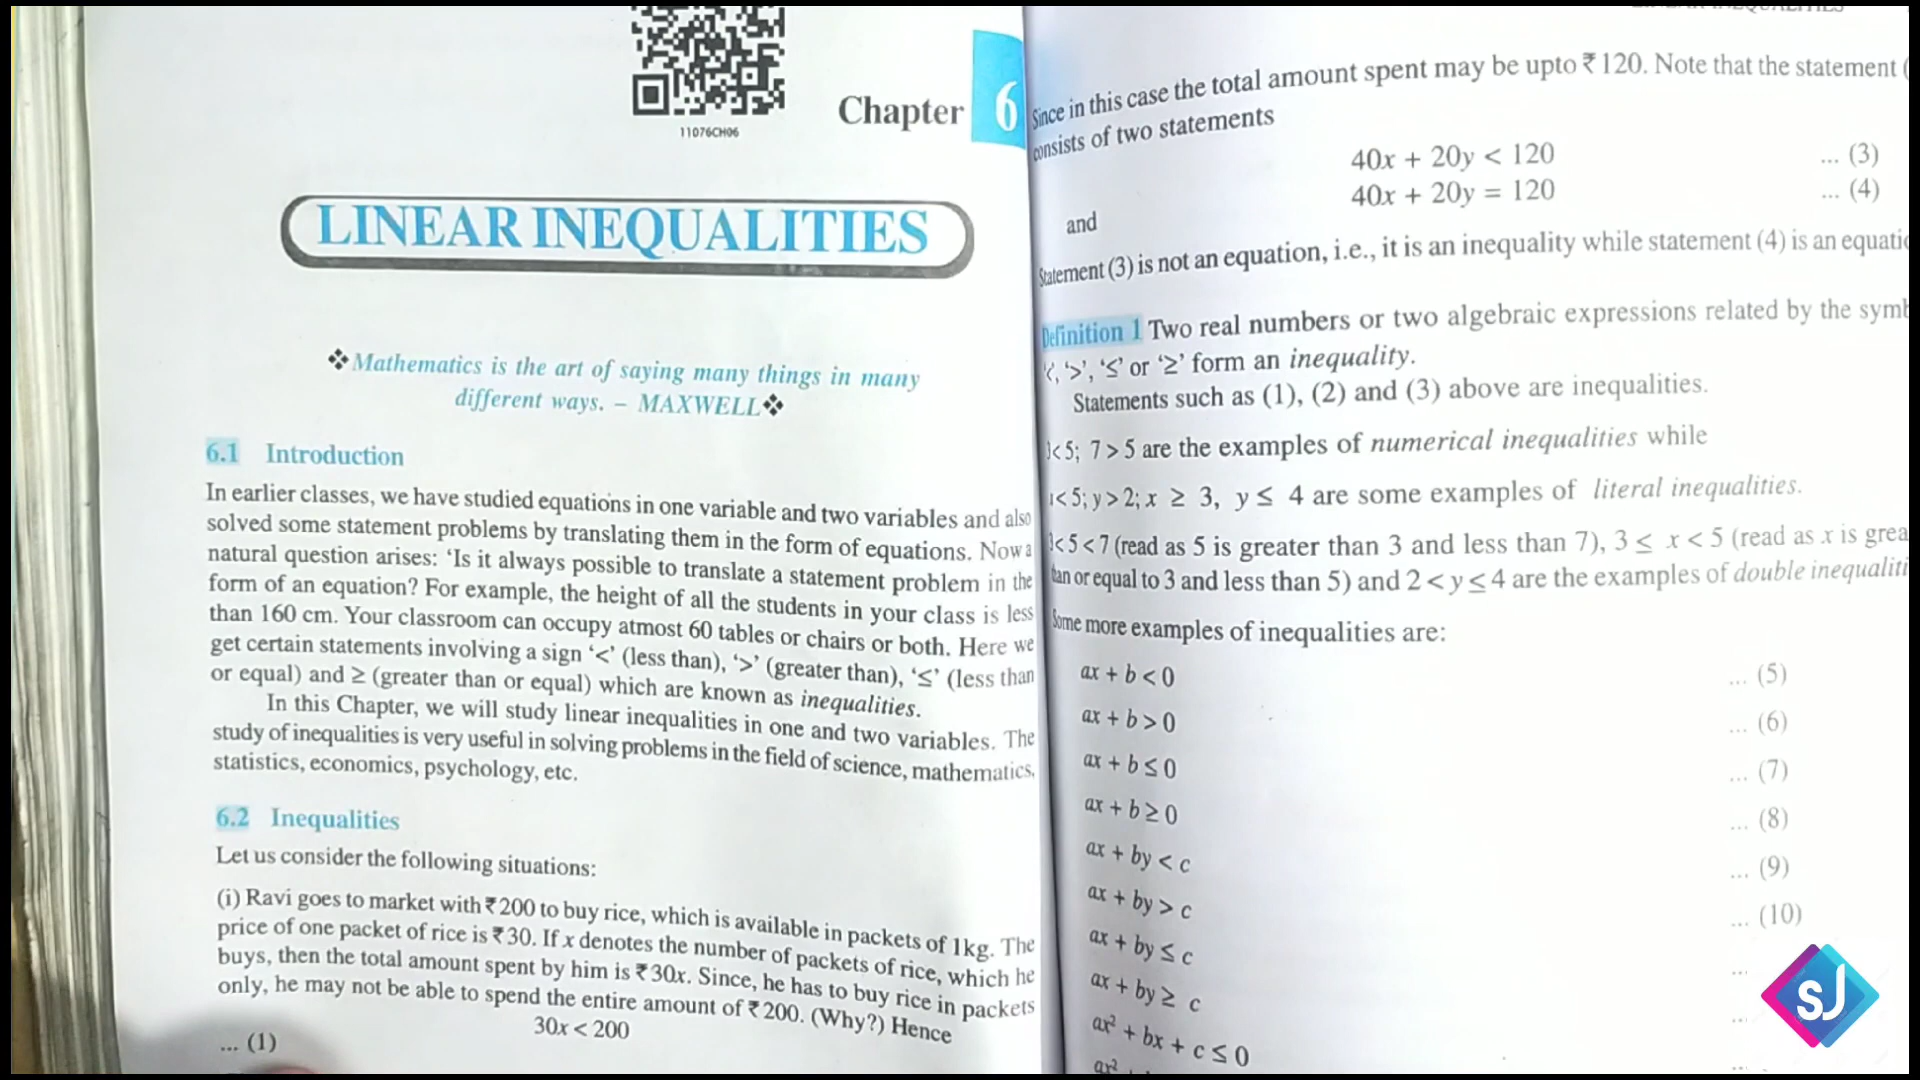 11076CH06
Chapter 6
LINEAR INEQUALITIES
❖Mathematics is the art of saying many things in many
different ways. – MAXWELL❖
6.1 Introduction
In earlier classes, we have studied equations in one variable and two variables and also
solved some statement problems by translating them in the form of equations. Now a
natural question arises: ‘Is it always possible to translate a statement problem in the
form of an equation? For example, the height of all the students in your class is less
than 160 cm. Your classroom can occupy atmost 60 tables or chairs or both. Here we
get certain statements involving a sign ‘<’ (less than), ‘>’ (greater than), ‘≤’ (less than
or equal) and ≥ (greater than or equal) which are known as inequalities.
In this Chapter, we will study linear inequalities in one and two variables. The
study of inequalities is very useful in solving problems in the field of science, mathematics,
statistics, economics, psychology, etc.
6.2 Inequalities
Let us consider the following situations:
(i) Ravi goes to market with ₹ 200 to buy rice, which is available in packets of 1kg. The
price of one packet of rice is ₹ 30. If x denotes the number of packets of rice, which he
buys, then the total amount spent by him is ₹ 30x. Since, he has to buy rice in packets
only, he may not be able to spend the entire amount of ₹ 200. (Why?) Hence
30x < 200
... (1)
Since in this case the total amount spent may be upto ₹ 120. Note that the statement (
consists of two statements
40x + 20y < 120 ... (3)
40x + 20y = 120 ... (4)
and
Statement (3) is not an equation, i.e., it is an inequality while statement (4) is an equatio
Definition 1 Two real numbers or two algebraic expressions related by the symb
‘<’, ‘>’, ‘≤’ or ‘≥’ form an inequality.
Statements such as (1), (2) and (3) above are inequalities.
3 < 5; 7 > 5 are the examples of numerical inequalities while
x < 5; y > 2; x ≥ 3, y ≤ 4 are some examples of literal inequalities.
3 < 5 < 7 (read as 5 is greater than 3 and less than 7), 3 ≤ x < 5 (read as x is grea
than or equal to 3 and less than 5) and 2 < y ≤ 4 are the examples of double inequaliti
Some more examples of inequalities are:
ax + b < 0 ... (5)
ax + b > 0 ... (6)
ax + b ≤ 0 ... (7)
ax + b ≥ 0 ... (8)
ax + by < c ... (9)
ax + by > c ... (10)
ax + by ≤ c ...
ax + by ≥ c ...
ax² + bx + c ≤ 0 ...
ax²
SJ